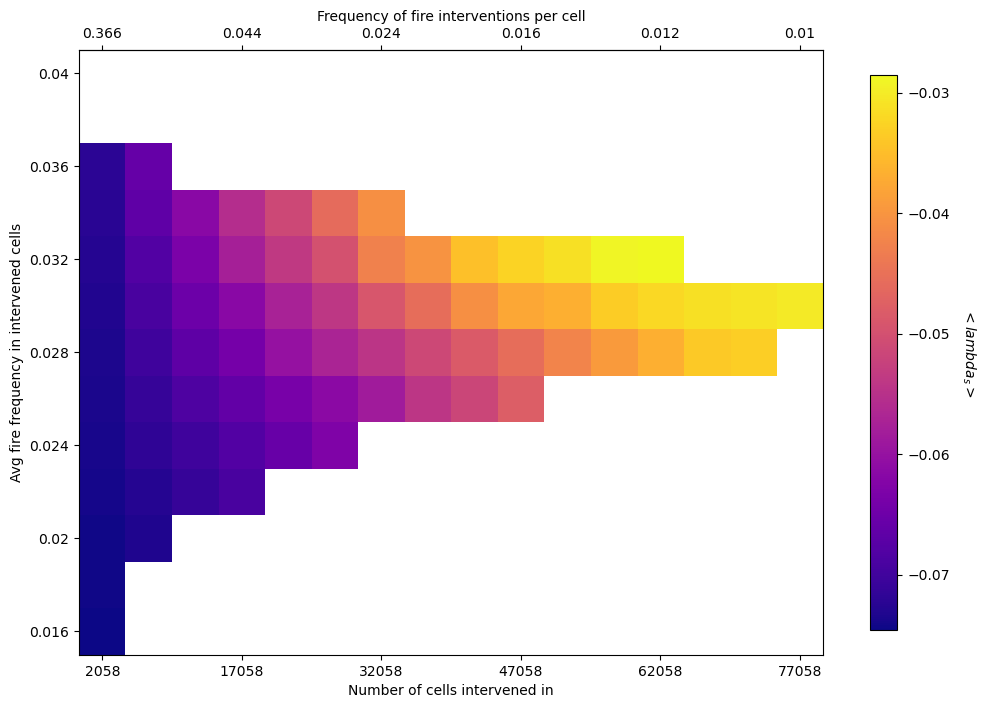 Frequency of fire interventions per cell
0.366 0.044 0.024 0.016 0.012 0.01
0.04
0.036
0.032
0.028
0.024
0.02
0.016
Avg fire frequency in intervened cells
2058 17058 32058 47058 62058 77058
Number of cells intervened in
−0.03
−0.04
−0.05
−0.06
−0.07
< lambda_s >